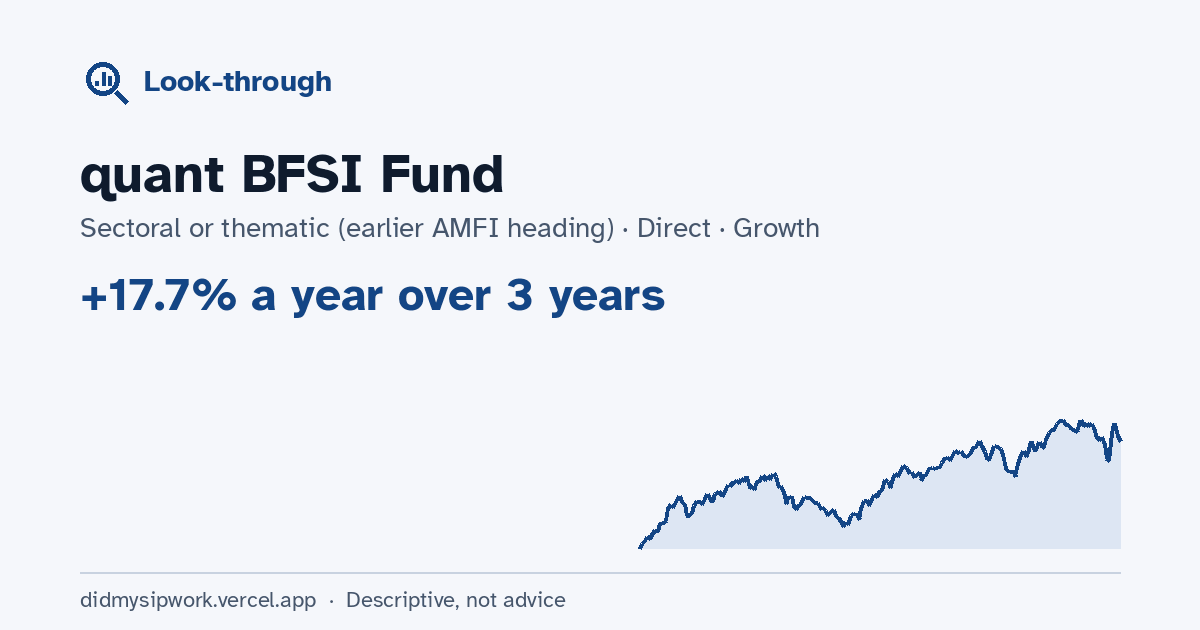 Look-through
quant BFSI Fund
Sectoral or thematic (earlier AMFI heading) · Direct · Growth
+17.7% a year over 3 years
didmysipwork.vercel.app · Descriptive, not advice